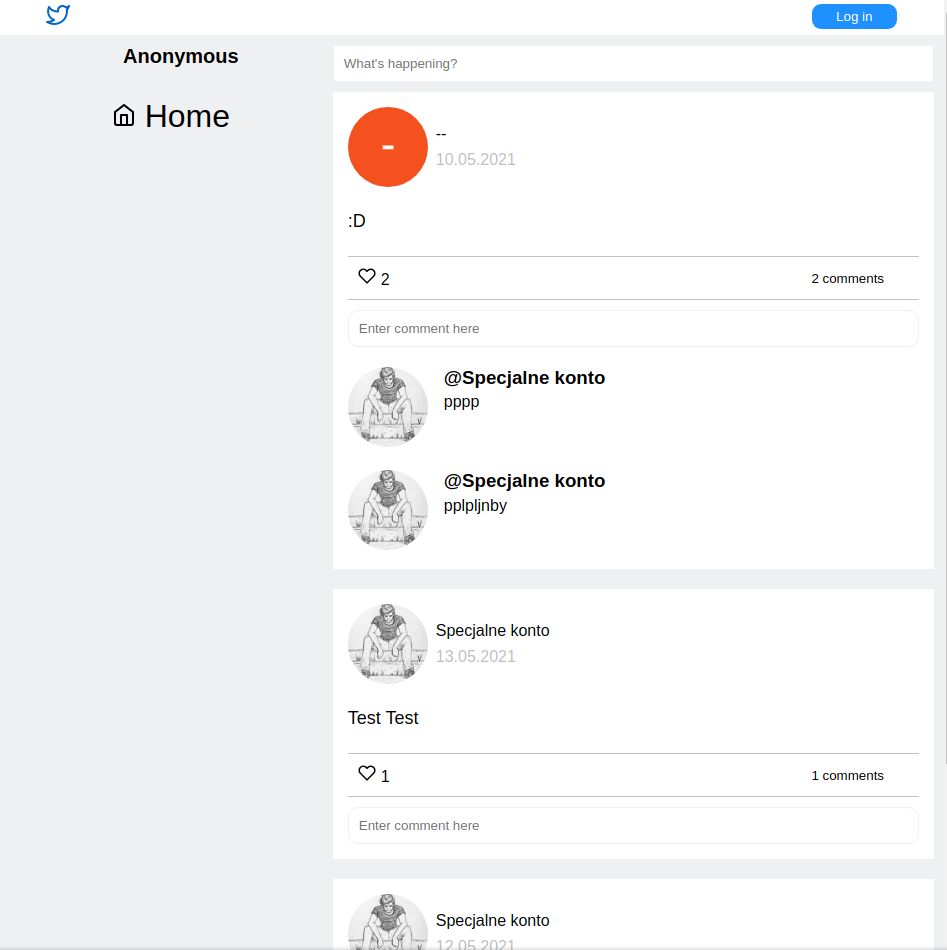 Log in
Anonymous
Home
What's happening?
-
--
10.05.2021
:D
2
2 comments
Enter comment here
@Specjalne konto
pppp
@Specjalne konto
pplpljnby
Specjalne konto
13.05.2021
Test Test
1
1 comments
Enter comment here
Specjalne konto
12.05.2021